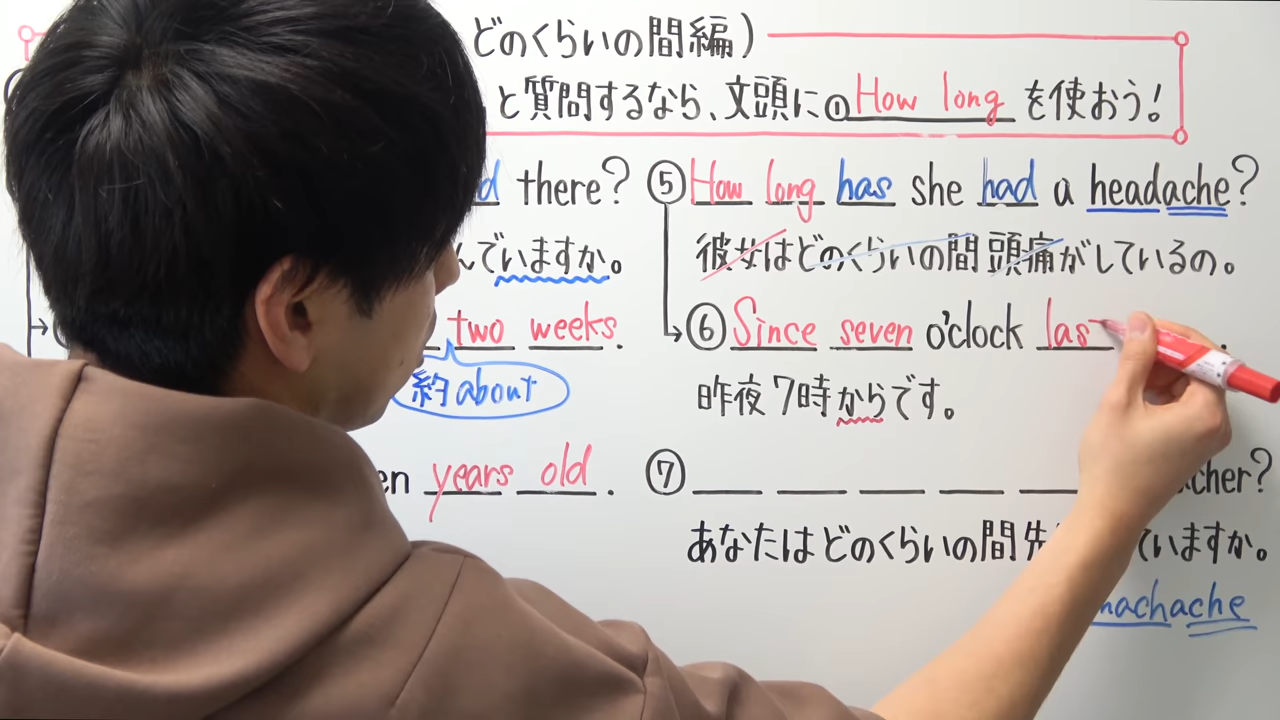 どのくらいの間編)
と質問するなら、文頭に① How long を使おう!
there?
でいますか。
two weeks.
約 about
years old.
⑤ How long has she had a headache?
彼女はどのくらいの間頭痛がしているの。
⑥ Since seven o'clock las
昨夜7時からです。
⑦
あなたはどのくらいの間先 ていますか。